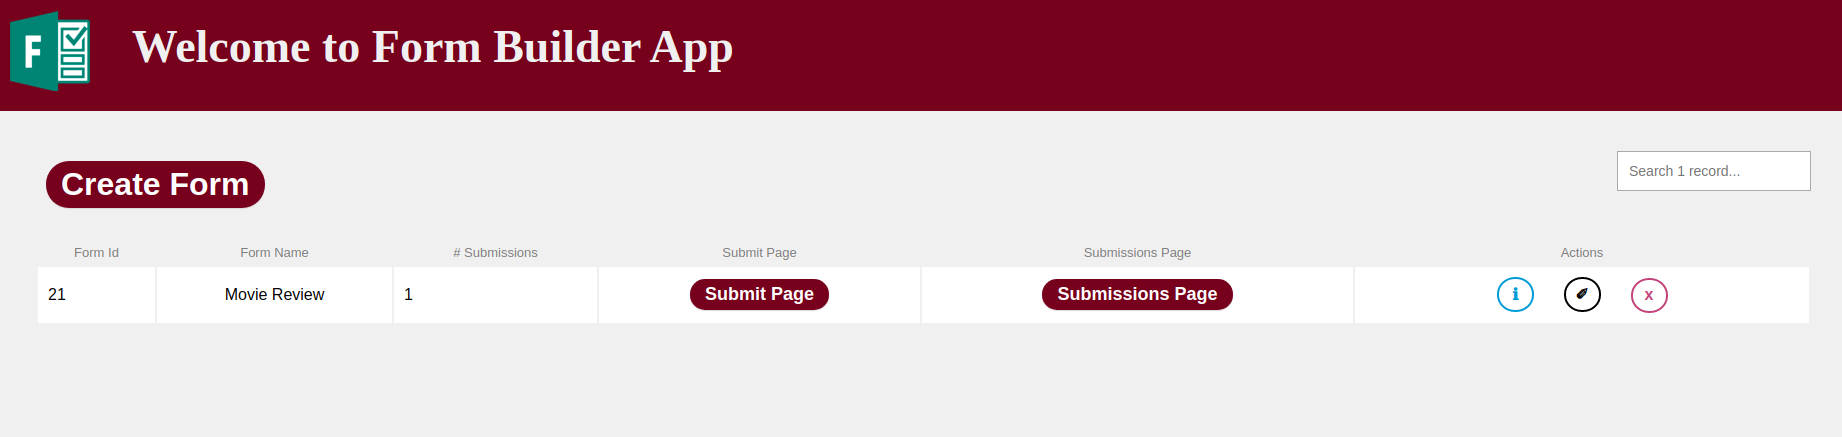 F
Welcome to Form Builder App
Create Form
Search 1 record...
Form Id Form Name # Submissions Submit Page Submissions Page Actions
21 Movie Review 1 Submit Page Submissions Page i x